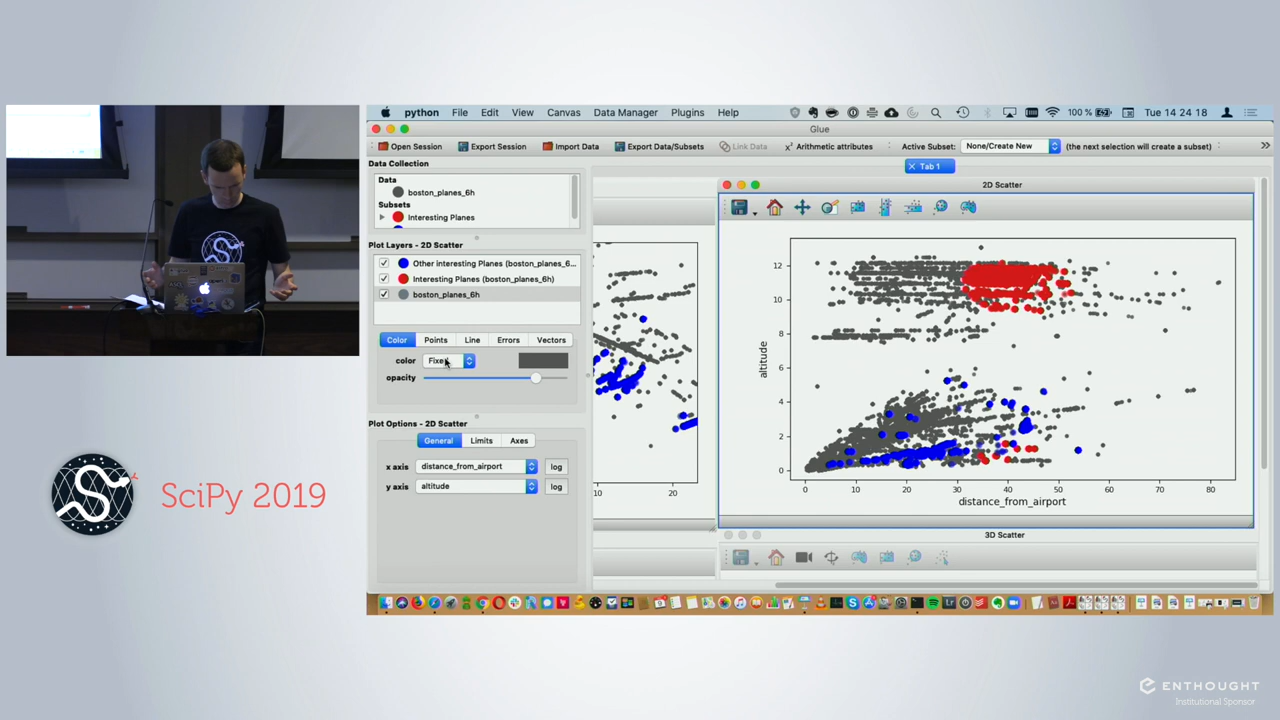 python File Edit View Canvas Data Manager Plugins Help 100 % Tue 14 24 18
Glue
Open Session Export Session Import Data Export Data/Subsets Link Data Arithmetic attributes Active Subset: None/Create New (the next selection will create a subset)
Data Collection
Data
boston_planes_6h
Subsets
Interesting Planes
Plot Layers - 2D Scatter
Other interesting Planes (boston_planes_6...
Interesting Planes (boston_planes_6h)
boston_planes_6h
Color Points Line Errors Vectors
color Fixed
opacity
Plot Options - 2D Scatter
General Limits Axes
x axis distance_from_airport log
y axis altitude log
10 20
Tab 1
2D Scatter
12
10
8
6
4
2
0
altitude
0 10 20 30 40 50 60 70 80
distance_from_airport
3D Scatter
SciPy 2019
ENTHOUGHT
Institutional Sponsor